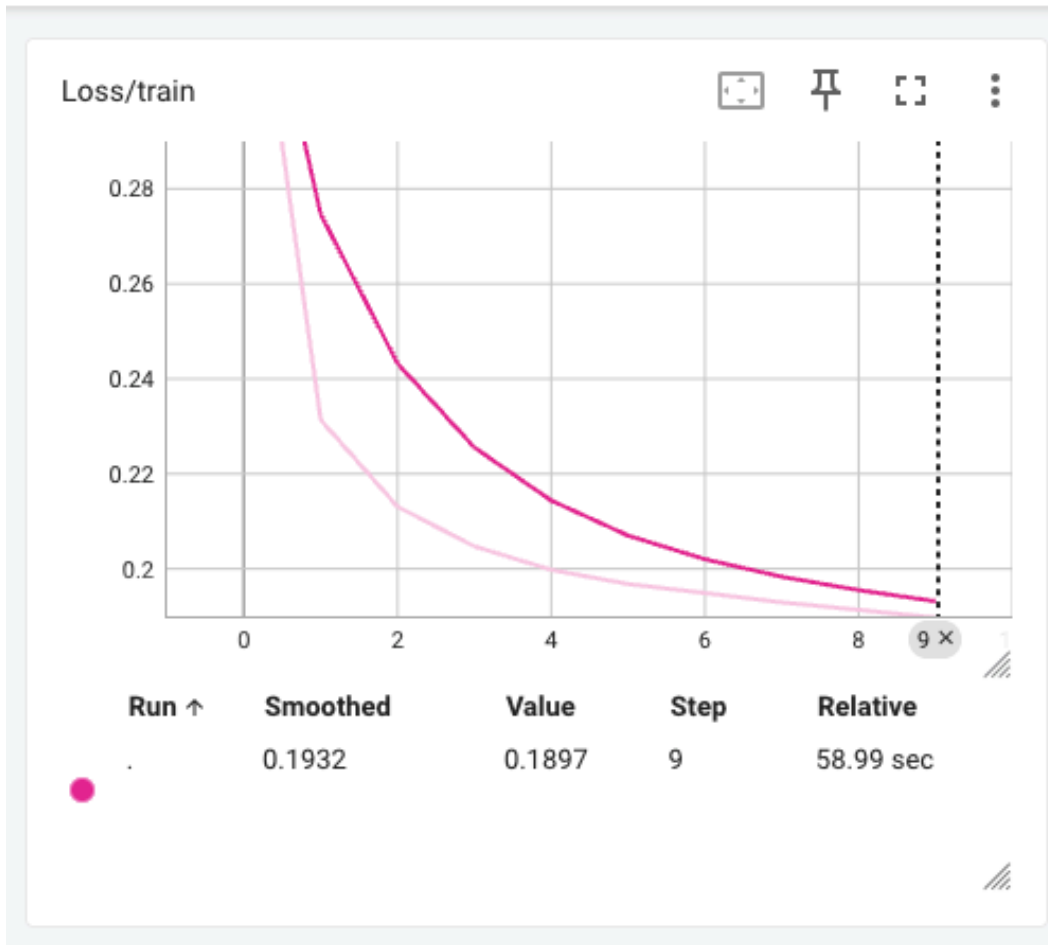 Loss/train
0.28
0.26
0.24
0.22
0.2
0 2 4 6 8 9 × 1
Run ↑ Smoothed Value Step Relative
. 0.1932 0.1897 9 58.99 sec